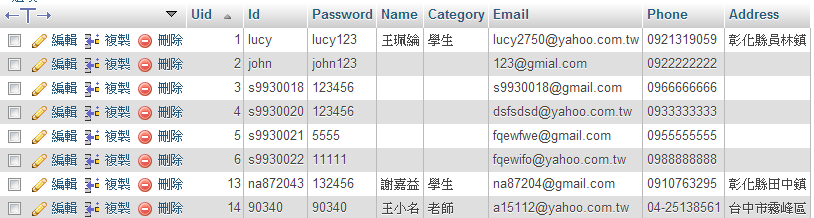 Uid Id Password Name Category Email Phone Address
編輯 複製 刪除 1 lucy lucy123 王珮綸 學生 lucy2750@yahoo.com.tw 0921319059 彰化縣員林鎮
編輯 複製 刪除 2 john john123 123@gmial.com 0922222222
編輯 複製 刪除 3 s9930018 123456 s9930018@gmail.com 0966666666
編輯 複製 刪除 4 s9930020 123456 dsfsdsd@yahoo.com.tw 0933333333
編輯 複製 刪除 5 s9930021 5555 fqewfwe@gmail.com 0955555555
編輯 複製 刪除 6 s9930022 11111 fqewifo@yahoo.com.tw 0988888888
編輯 複製 刪除 13 na872043 132456 謝嘉益 學生 na87204@gmail.com 0910763295 彰化縣田中鎮
編輯 複製 刪除 14 90340 90340 王小名 老師 a15112@yahoo.com.tw 04-25138561 台中市霧峰區